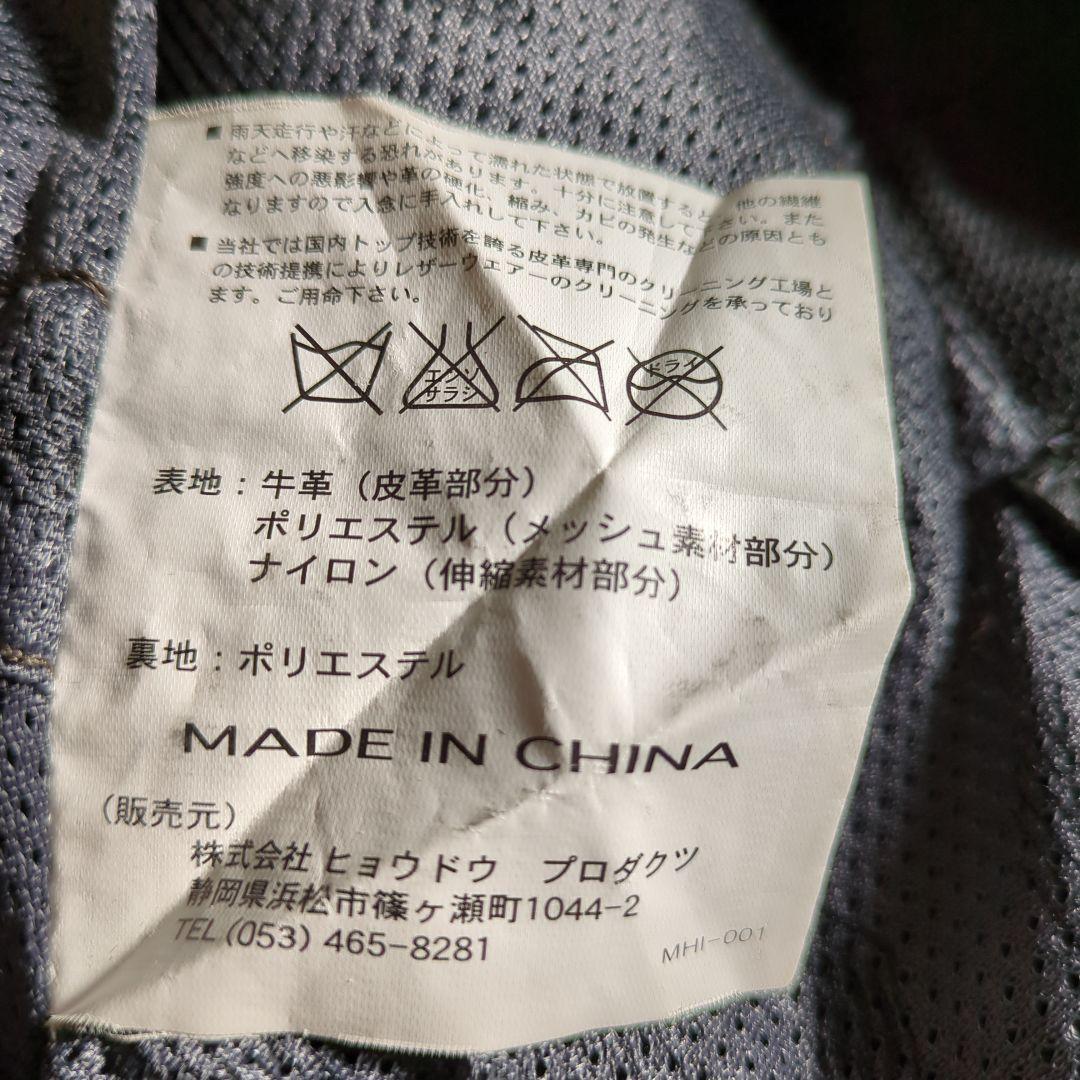 ■ 雨天走行や汗などによって濡れた状態で放置すると、他の繊維
などへ移染する恐れがあります。十分に注意して下さい。また
強度への悪影響や革の硬化、縮み、カビの発生などの原因とも
なりますので入念に手入れして下さい。
■ 当社では国内トップ技術を誇る皮革専門のクリーニング工場と
の技術提携によりレザーウェアーのクリーニングを承っており
ます。ご用命下さい。
エンソ
サラシ
ドライ
表地：牛革（皮革部分）
ポリエステル（メッシュ素材部分）
ナイロン（伸縮素材部分）
裏地：ポリエステル
MADE IN CHINA
（販売元）
株式会社 ヒョウドウ　プロダクツ
静岡県浜松市篠ヶ瀬町1044-2
TEL (053) 465-8281
MHI-001